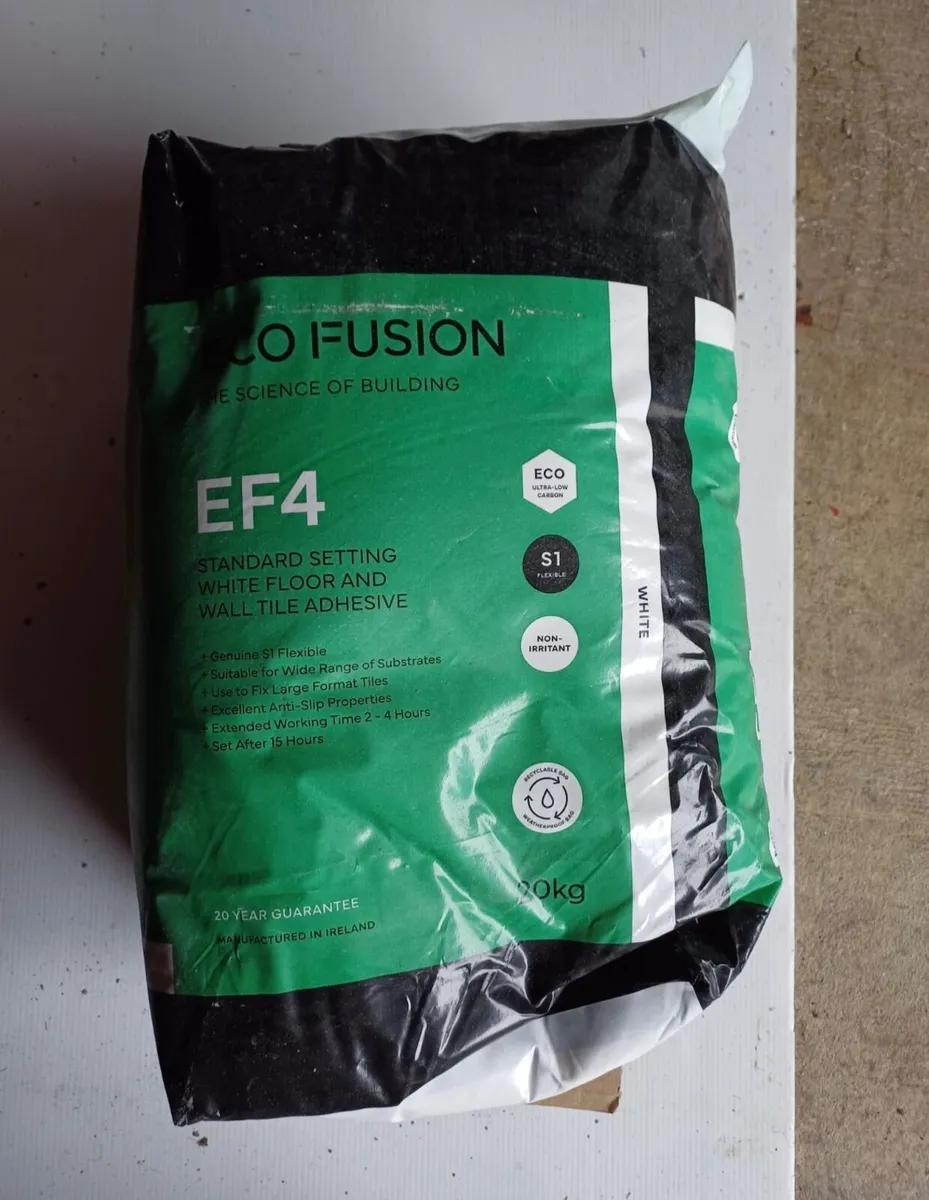 ECO FUSION
THE SCIENCE OF BUILDING
EF4
STANDARD SETTING
WHITE FLOOR AND
WALL TILE ADHESIVE
+ Genuine S1 Flexible
+ Suitable for Wide Range of Substrates
+ Use to Fix Large Format Tiles
+ Excellent Anti-Slip Properties
+ Extended Working Time 2 - 4 Hours
+ Set After 15 Hours
ECO
ULTRA-LOW
CARBON
S1
FLEXIBLE
NON-
IRRITANT
RECYCLABLE BAG
WEATHERPROOF BAG
WHITE
20kg
20 YEAR GUARANTEE
MANUFACTURED IN IRELAND